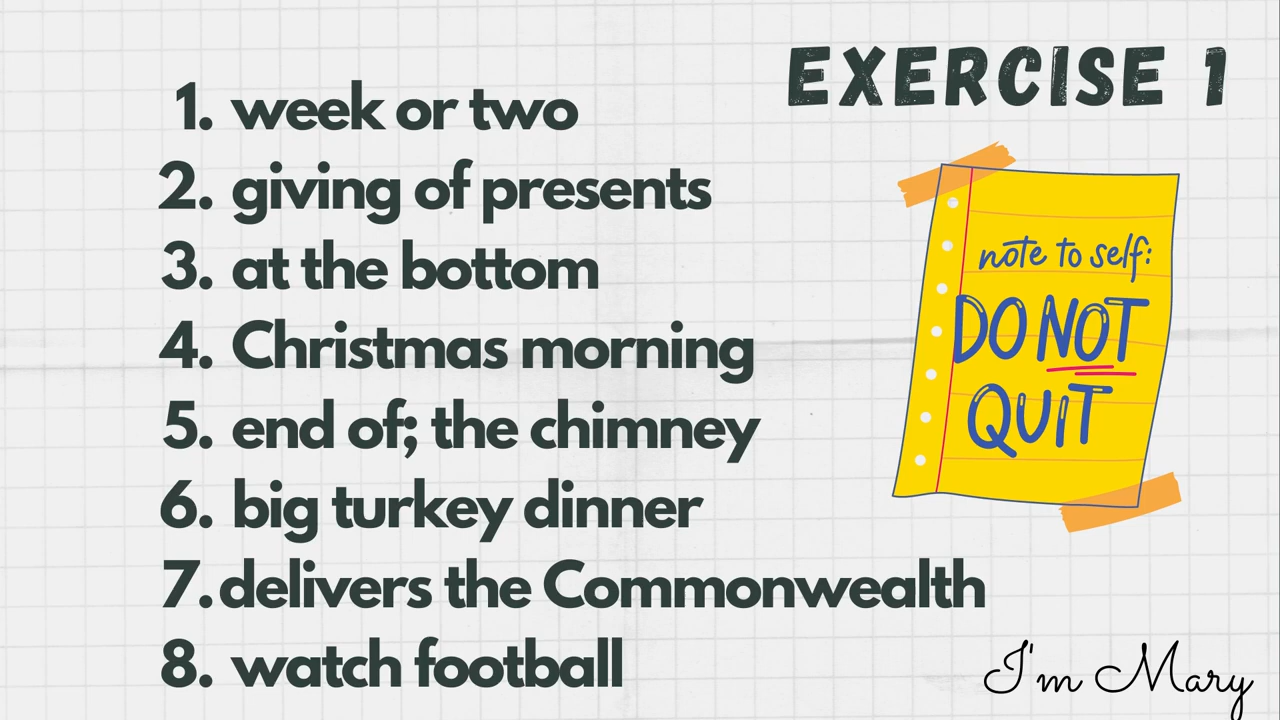 EXERCISE 1
1. week or two
2. giving of presents
3. at the bottom
4. Christmas morning
5. end of; the chimney
6. big turkey dinner
7. delivers the Commonwealth
8. watch football
note to self:
DO NOT
QUIT
I'm Mary